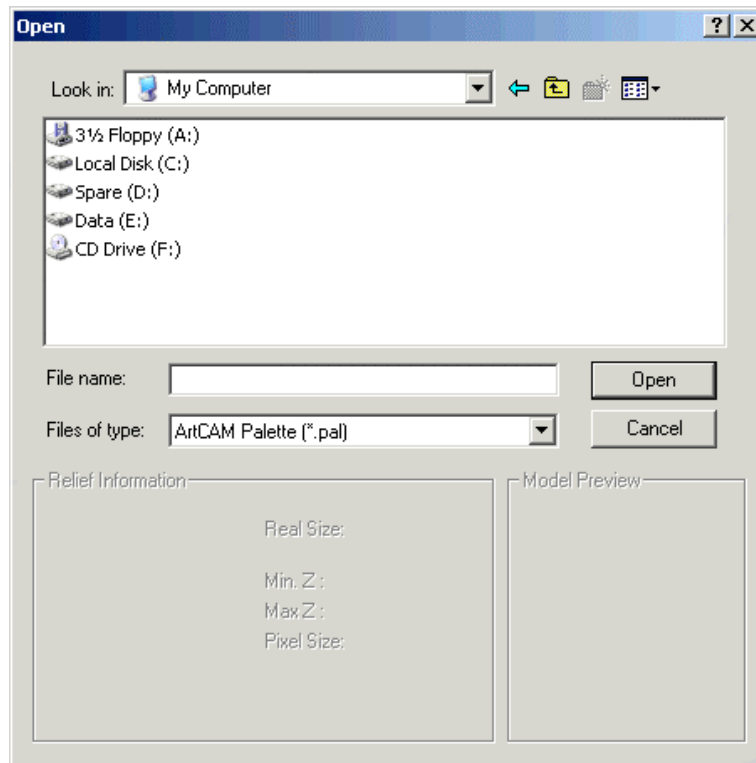 Open
Look in: My Computer
3½ Floppy (A:)
Local Disk (C:)
Spare (D:)
Data (E:)
CD Drive (F:)
File name: Open
Files of type: ArtCAM Palette (*.pal) Cancel
Relief Information Model Preview
Real Size:
Min. Z :
Max Z :
Pixel Size: